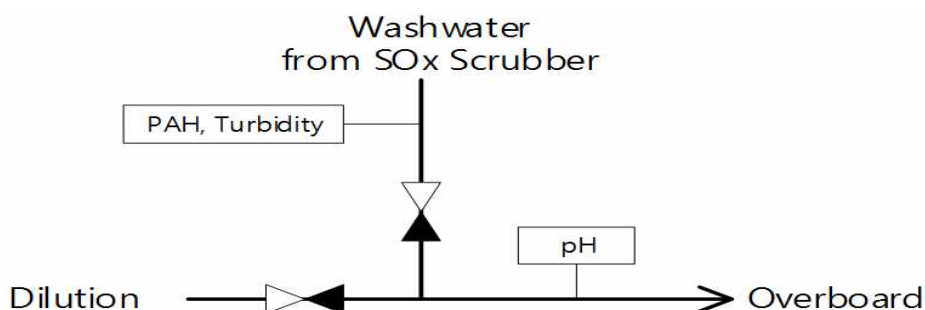 Washwater
from SOx Scrubber
PAH, Turbidity
pH
Dilution
Overboard